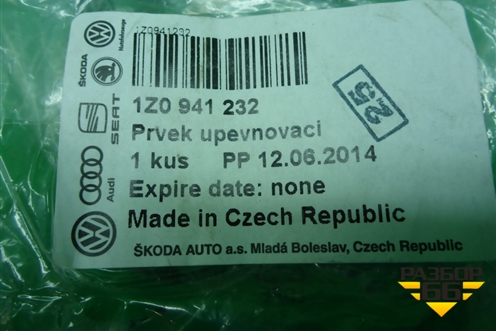 1Z0941232
1Z0 941 232
Prvek upevnovaci
1 kus PP 12.06.2014
Expire date: none
Made in Czech Republic
ŠKODA AUTO a.s. Mladá Boleslav, Czech Republic
ŠKODA
SEAT
Audi
25
РАЗБОР
66